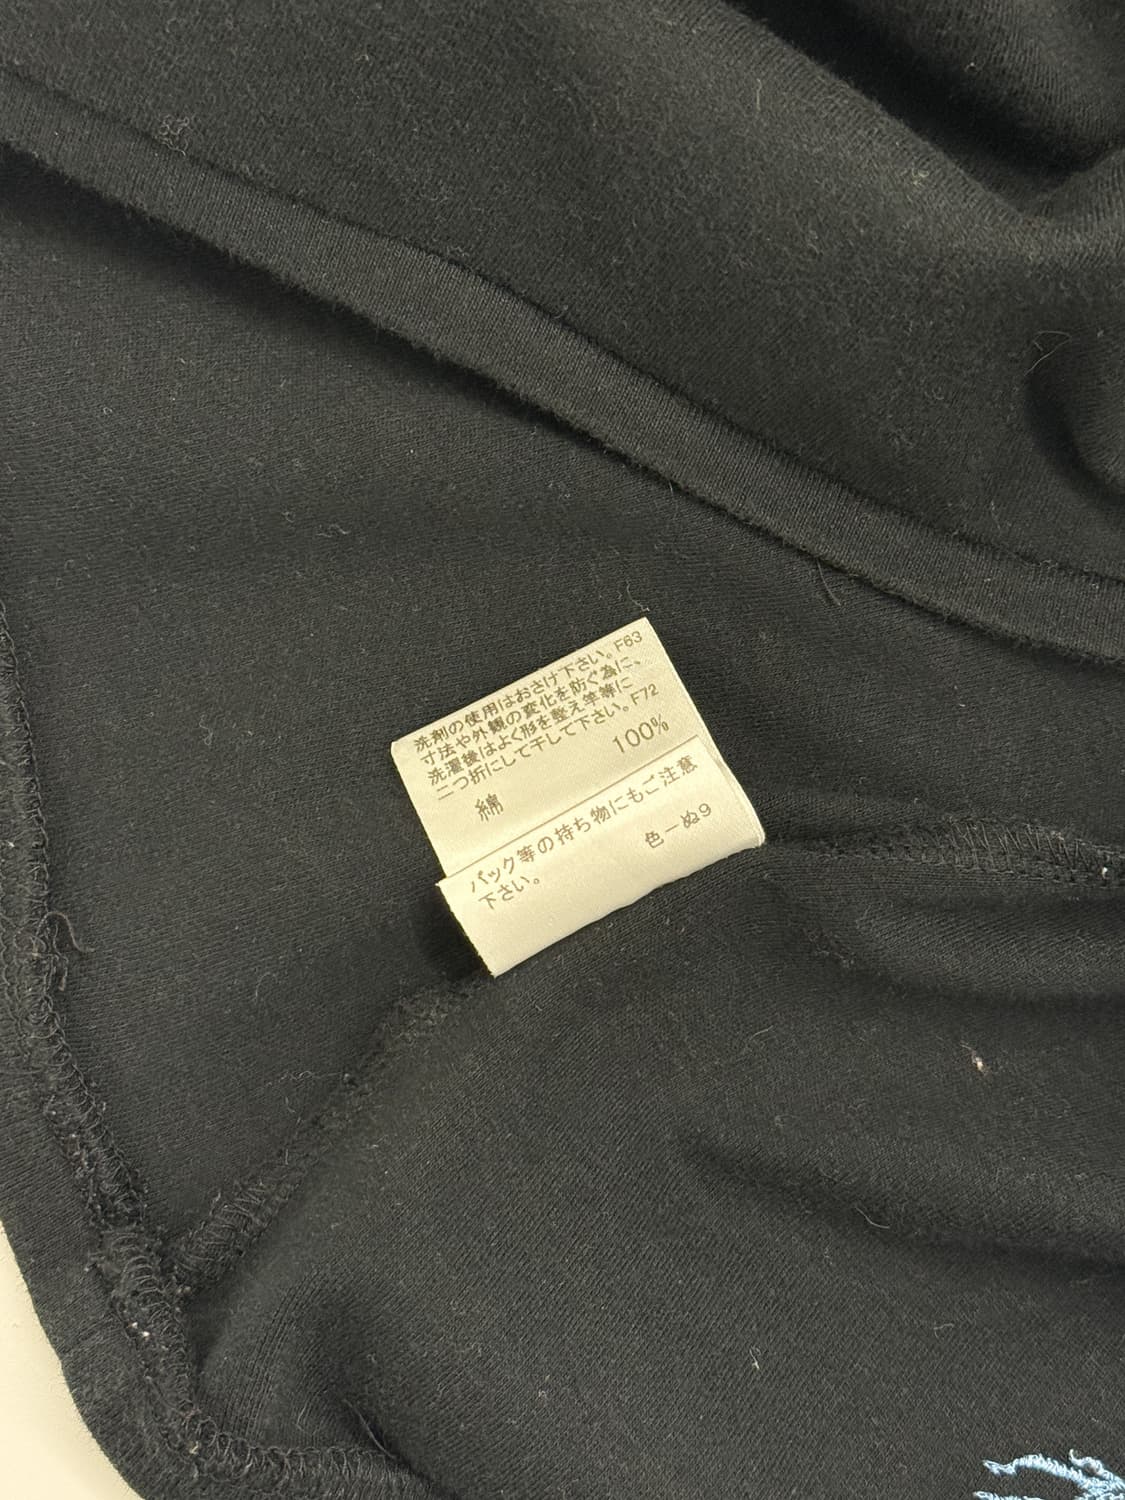 洗剤の使用はおさけ下さい。F63
寸法や外観の変化を防ぐ為に、
洗濯後はよく形を整え竿等に
二つ折にして干して下さい。F72
綿 100%
バック等の持ち物にもご注意
下さい。 色ーぬ9